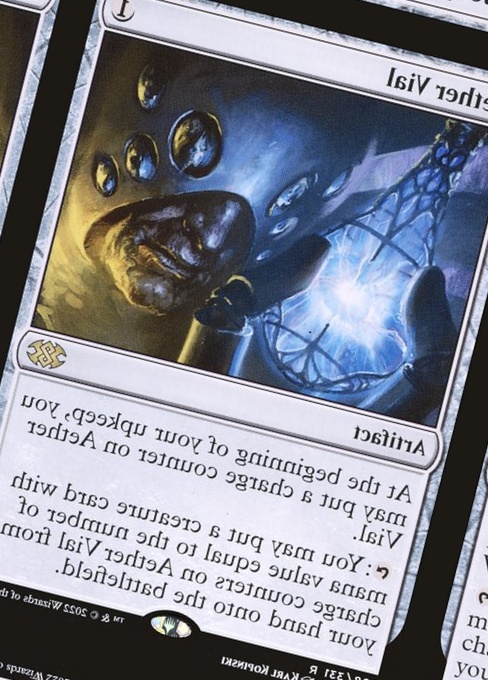 ether Vial
1
Artifact
At the beginning of your upkeep, you
may put a charge counter on Aether
Vial.
: You may put a creature card with
mana value equal to the number of
charge counters on Aether Vial from
your hand onto the battlefield.
/331 R
KARL KOPINSKI
™ & © 2022 Wizards of th